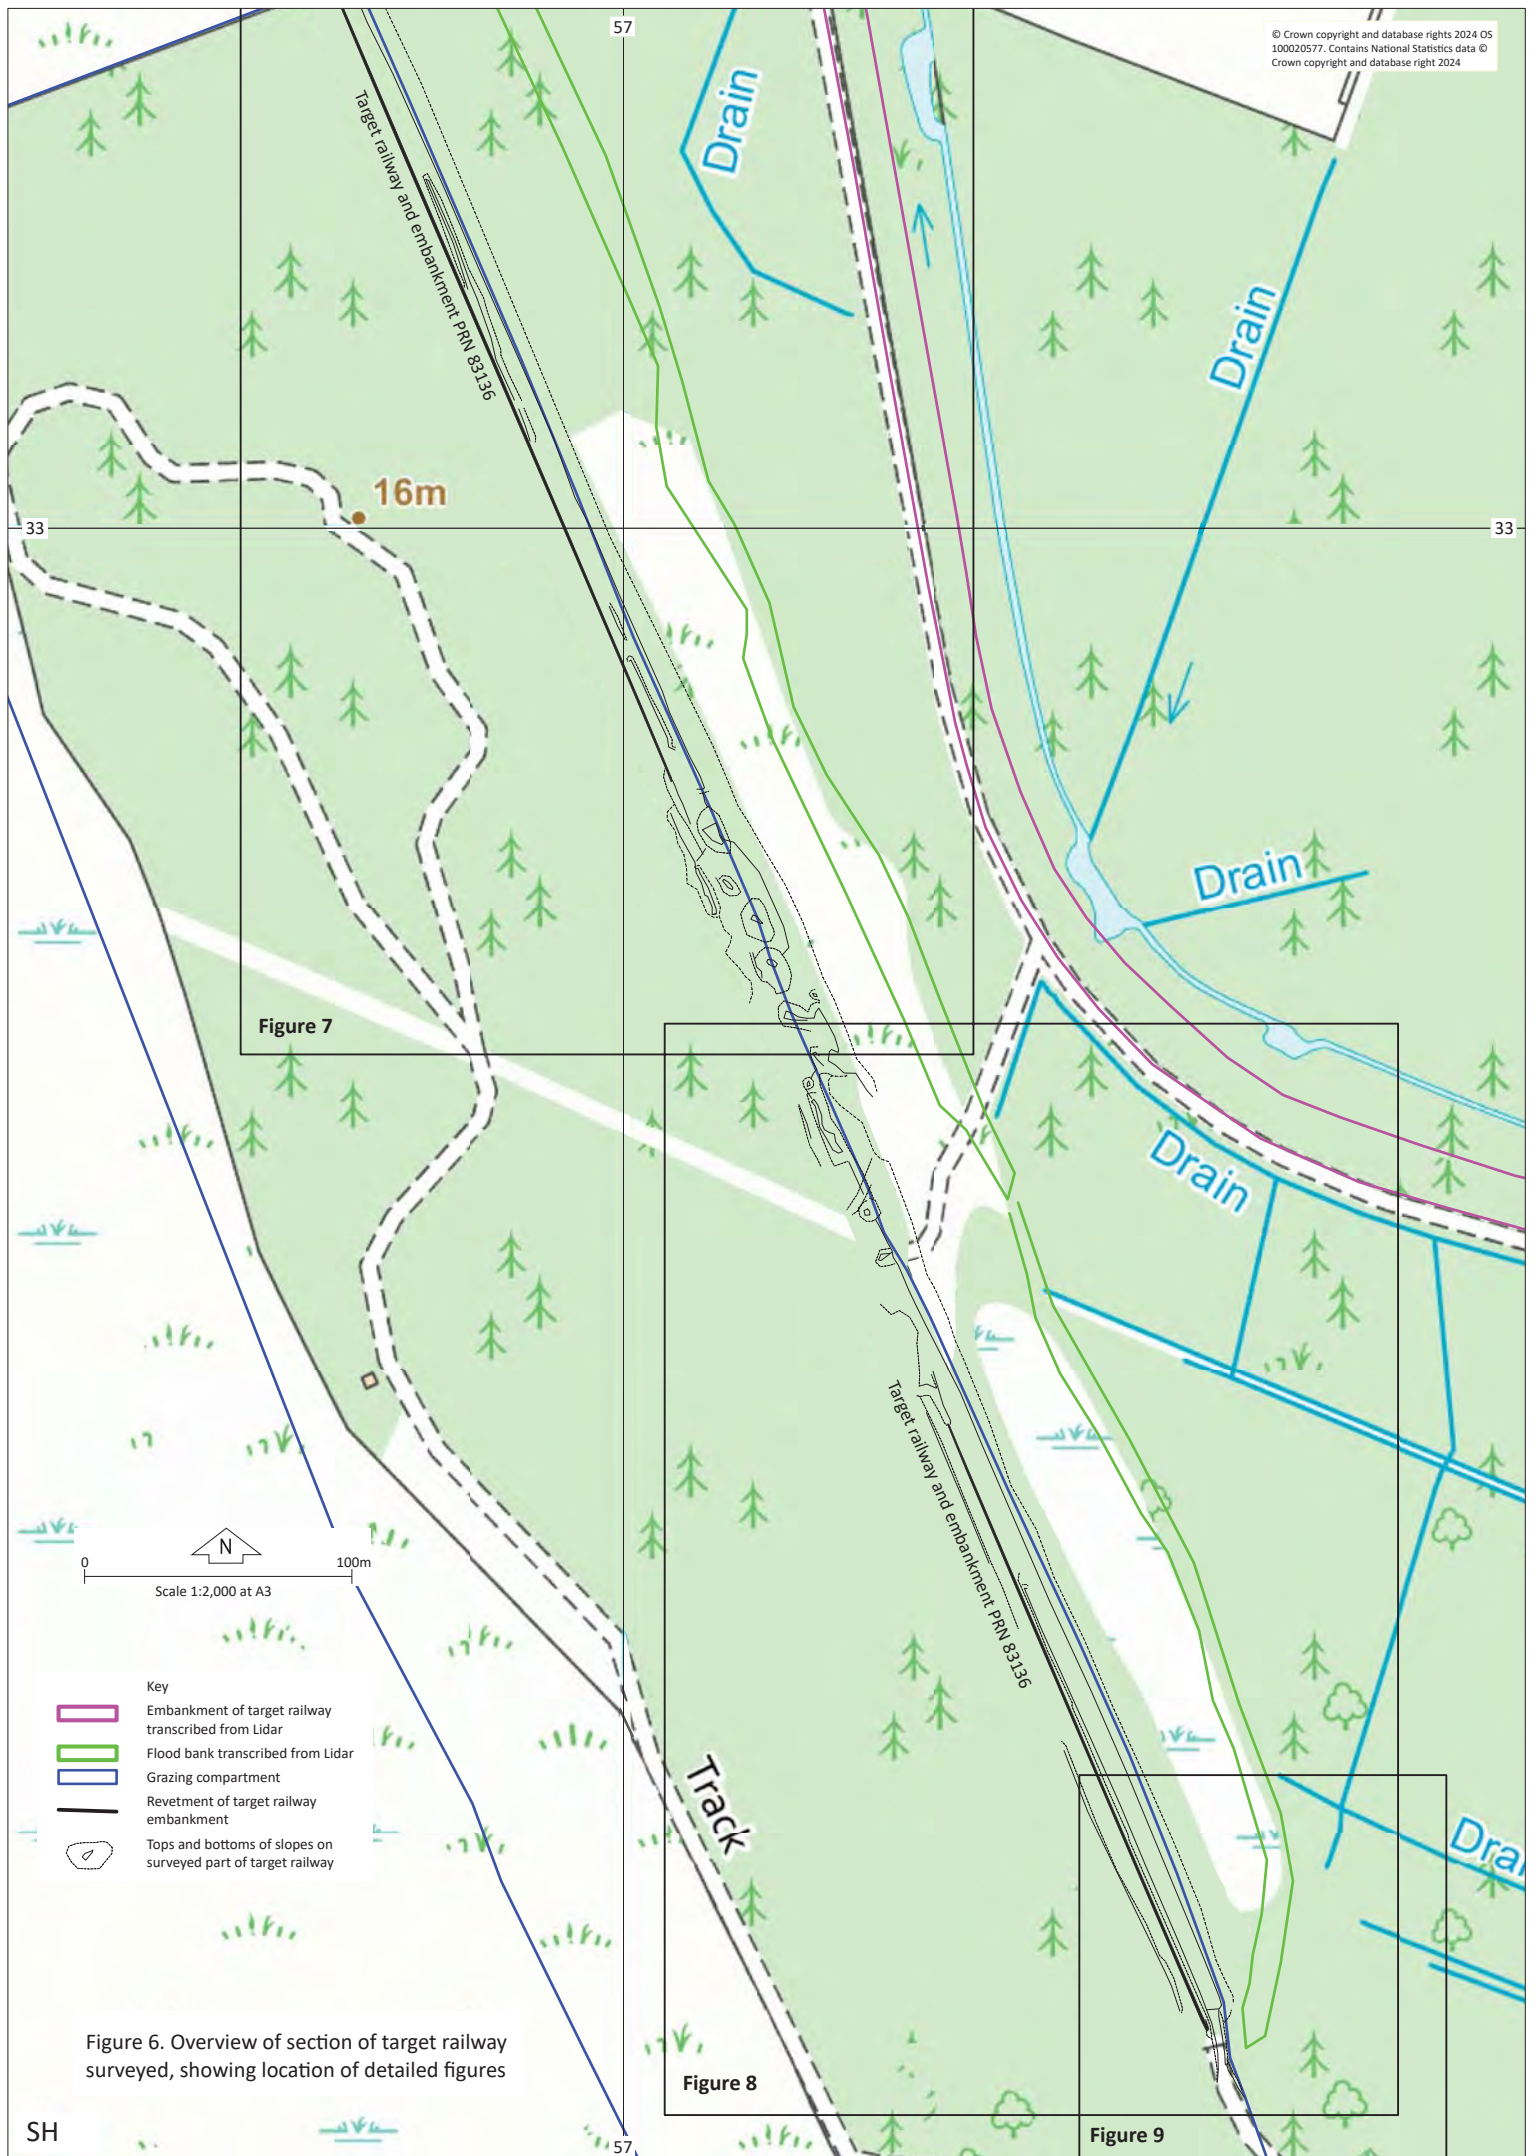 57
© Crown copyright and database rights 2024 OS
100020577. Contains National Statistics data ©
Crown copyright and database right 2024
Drain
Target railway and embankment PRN 83136
Drain
16m
33
33
Drain
Figure 7
Drain
Target railway and embankment PRN 83136
N
0
100m
Scale 1:2,000 at A3
Key
Embankment of target railway
transcribed from Lidar
Flood bank transcribed from Lidar
Grazing compartment
Revetment of target railway
embankment
Tops and bottoms of slopes on
surveyed part of target railway
Track
Drai
Figure 6. Overview of section of target railway
surveyed, showing location of detailed figures
Figure 8
SH
Figure 9
57